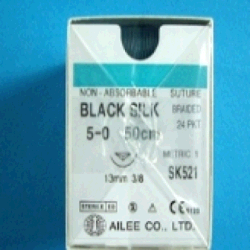 NON-ABSORBABLE SUTURE
BLACK SILK BRAIDED
5-0 50cm 24 PKT
METRIC 1
13mm 3/8 SK521
STERILE
AILEE CO., LTD.